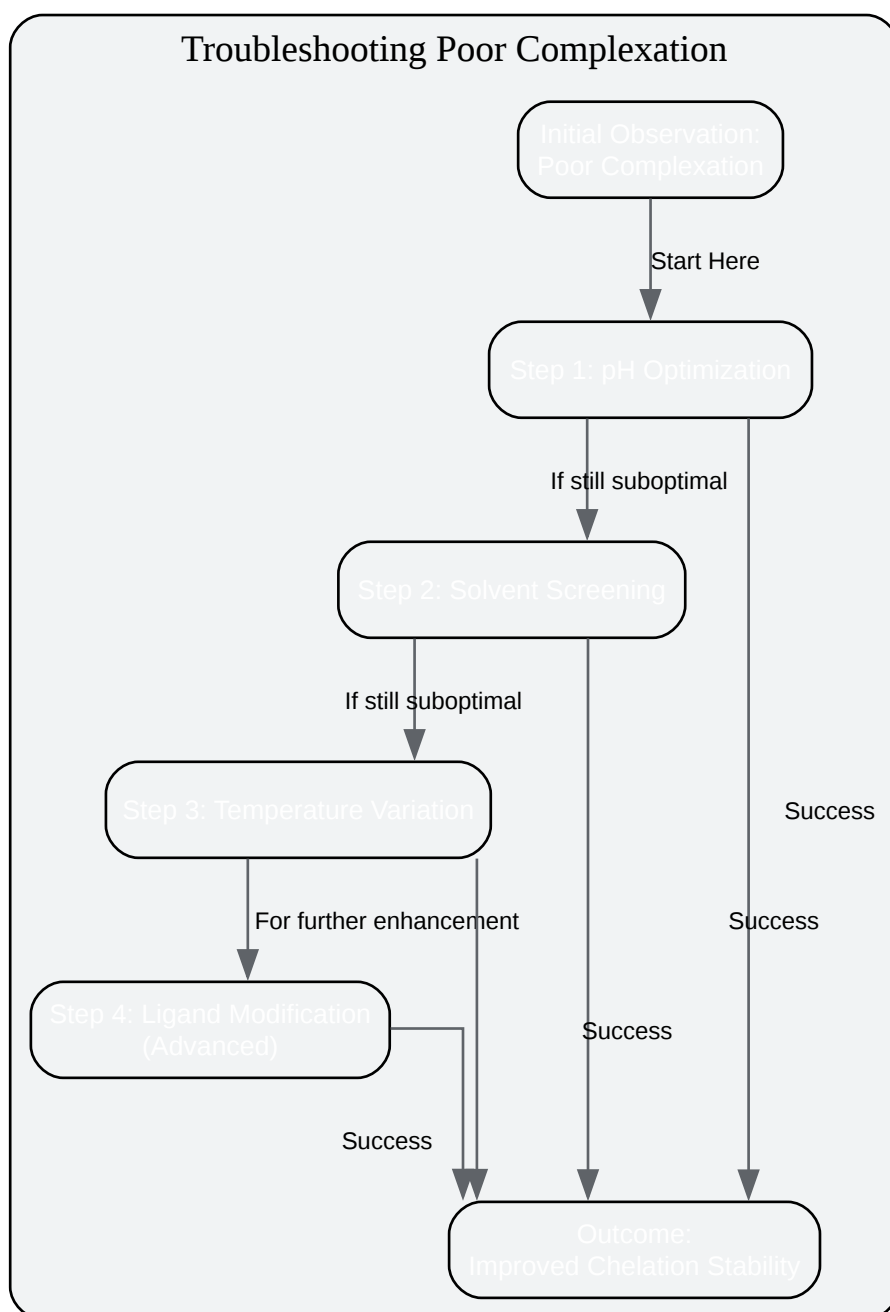 Troubleshooting Poor Complexation
Initial Observation:
Poor Complexation
Start Here
Step 1: pH Optimization
If still suboptimal
Step 2: Solvent Screening
If still suboptimal
Step 3: Temperature Variation
Success
For further enhancement
Success
Step 4: Ligand Modification
(Advanced)
Success
Success
Outcome:
Improved Chelation Stability